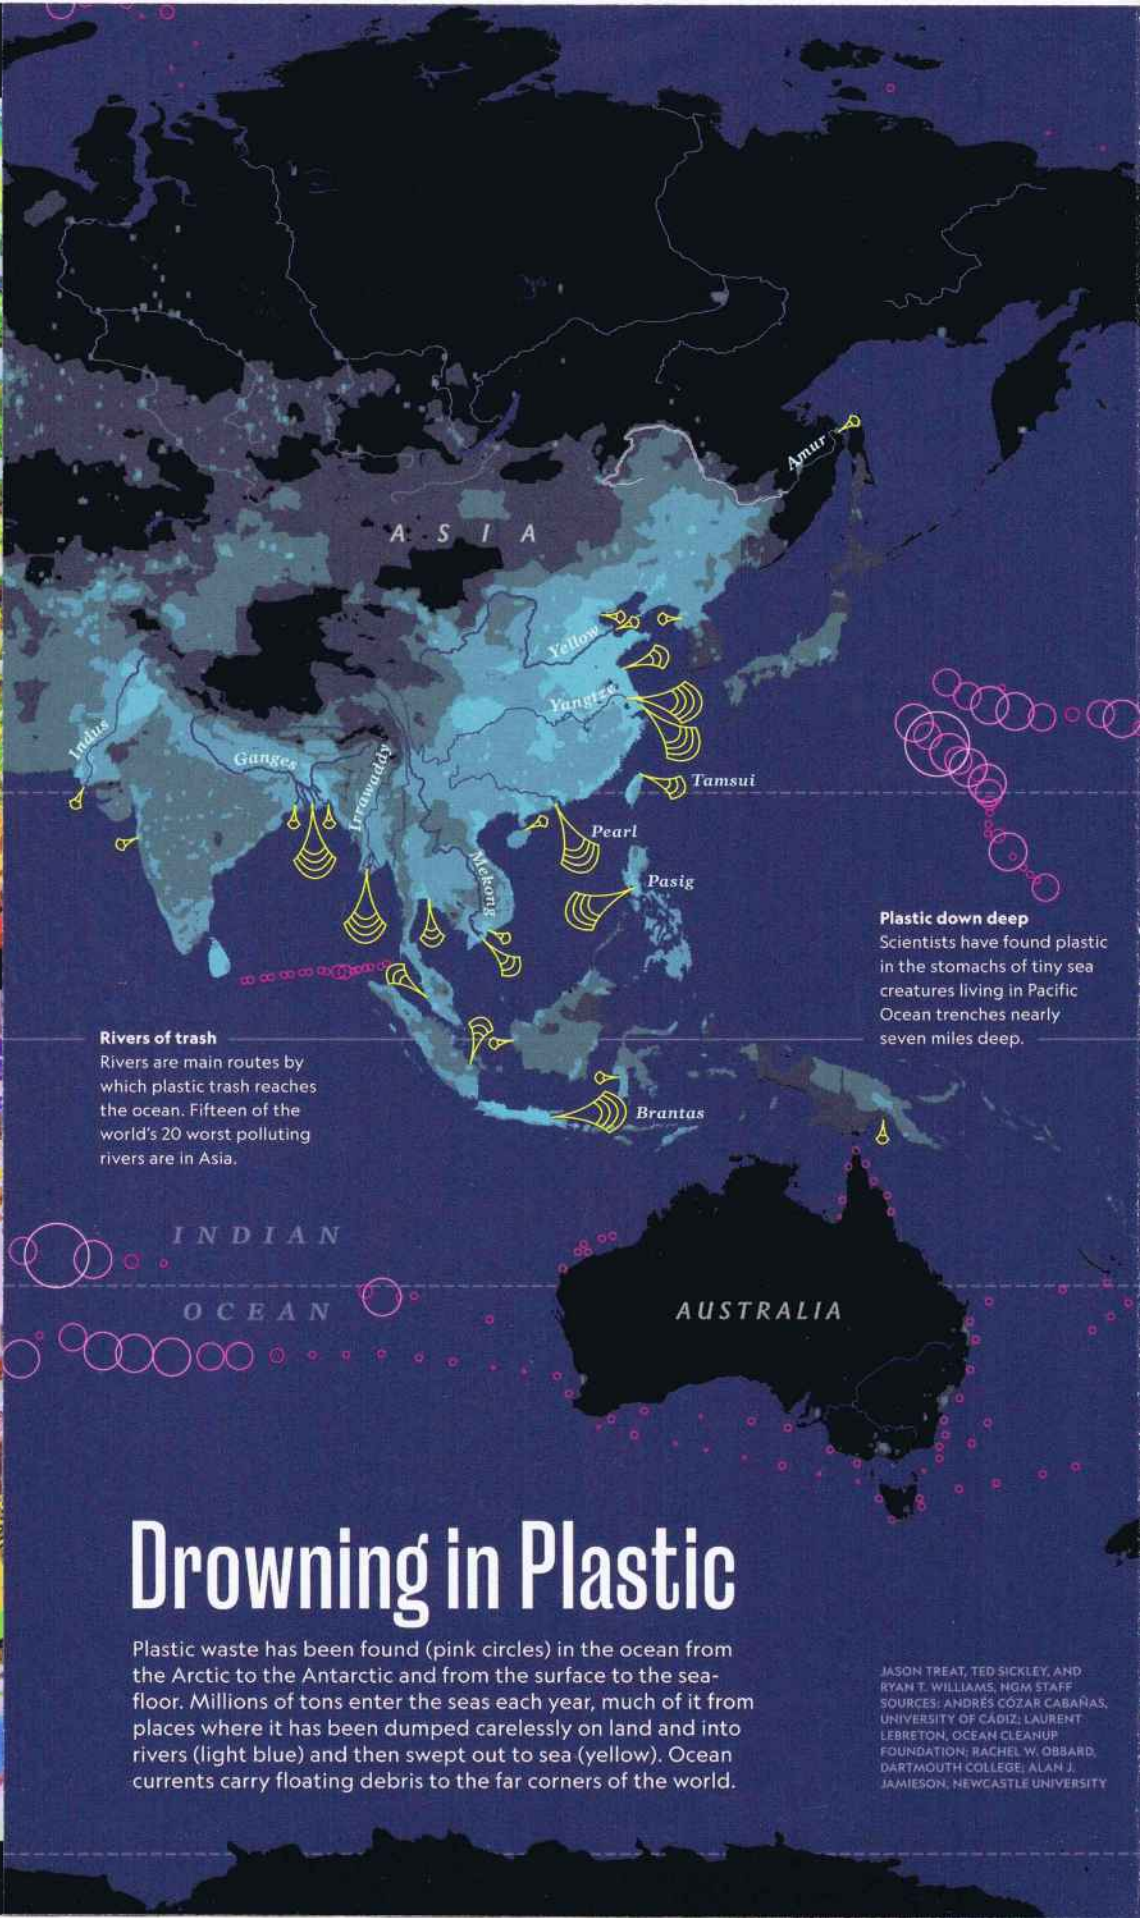 Amur
A S I A
Yellow
Yangtze
Indus
Ganges
Irrawaddy
Tamsui
Pearl
Mekong
Pasig
Plastic down deep
Scientists have found plastic
in the stomachs of tiny sea
creatures living in Pacific
Ocean trenches nearly
seven miles deep.
Rivers of trash
Rivers are main routes by
which plastic trash reaches
the ocean. Fifteen of the
world's 20 worst polluting
rivers are in Asia.
Brantas
INDIAN
OCEAN
AUSTRALIA
Drowning in Plastic
Plastic waste has been found (pink circles) in the ocean from
the Arctic to the Antarctic and from the surface to the sea-
floor. Millions of tons enter the seas each year, much of it from
places where it has been dumped carelessly on land and into
rivers (light blue) and then swept out to sea (yellow). Ocean
currents carry floating debris to the far corners of the world.
JASON TREAT, TED SICKLEY, AND
RYAN T. WILLIAMS, NGM STAFF
SOURCES: ANDRÉS CÓZAR CABAÑAS,
UNIVERSITY OF CÁDIZ; LAURENT
LEBRETON, OCEAN CLEANUP
FOUNDATION; RACHEL W. OBBARD,
DARTMOUTH COLLEGE; ALAN J.
JAMIESON, NEWCASTLE UNIVERSITY